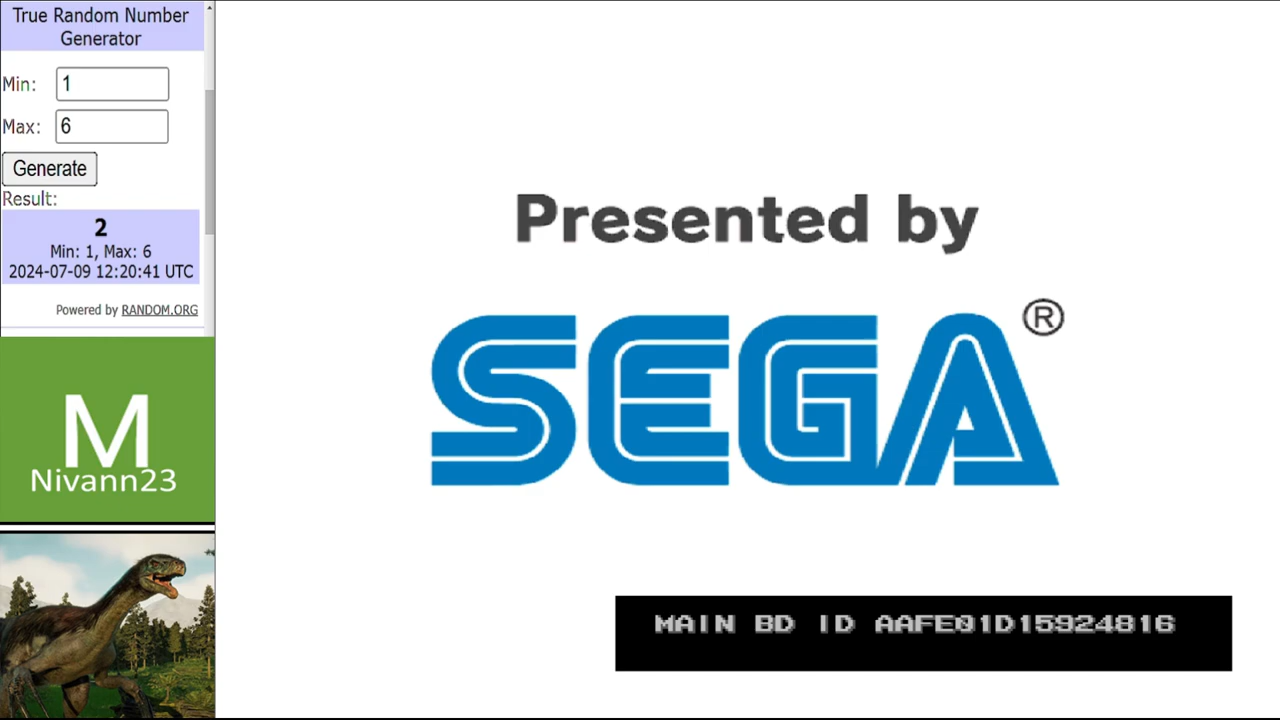 True Random Number
Generator
Min: 1
Max: 6
Generate
Result:
2
Min: 1, Max: 6
2024-07-09 12:20:41 UTC
Powered by RANDOM.ORG
M
Nivann23
Presented by
SEGA®
MAIN BD ID AAFE01D15924816